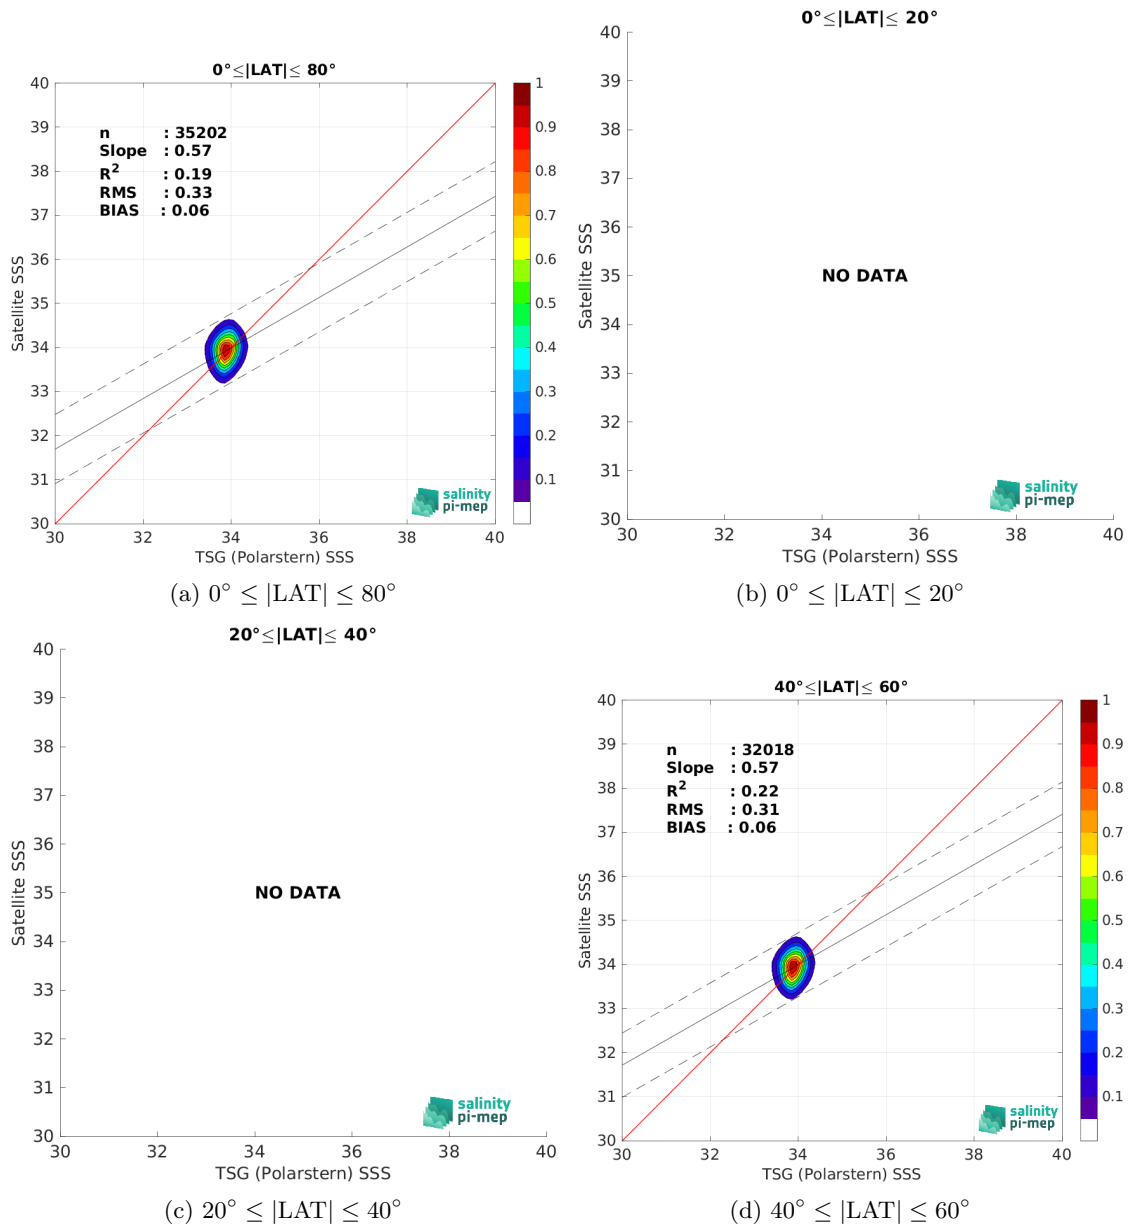 0°≤|LAT|≤ 80°
40
39
38
37
36
35
34
33
32
31
30
Satellite SSS
n : 35202
Slope : 0.57
R² : 0.19
RMS : 0.33
BIAS : 0.06
salinity
pi-mep
30 32 34 36 38 40
TSG (Polarstern) SSS
1
0.9
0.8
0.7
0.6
0.5
0.4
0.3
0.2
0.1
(a) 0° ≤ |LAT| ≤ 80°
0°≤|LAT|≤ 20°
40
39
38
37
36
35
34
33
32
31
30
Satellite SSS
NO DATA
salinity
pi-mep
30 32 34 36 38 40
TSG (Polarstern) SSS
(b) 0° ≤ |LAT| ≤ 20°
20°≤|LAT|≤ 40°
40
39
38
37
36
35
34
33
32
31
30
Satellite SSS
NO DATA
salinity
pi-mep
30 32 34 36 38 40
TSG (Polarstern) SSS
(c) 20° ≤ |LAT| ≤ 40°
40°≤|LAT|≤ 60°
40
39
38
37
36
35
34
33
32
31
30
Satellite SSS
n : 32018
Slope : 0.57
R² : 0.22
RMS : 0.31
BIAS : 0.06
salinity
pi-mep
30 32 34 36 38 40
TSG (Polarstern) SSS
1
0.9
0.8
0.7
0.6
0.5
0.4
0.3
0.2
0.1
(d) 40° ≤ |LAT| ≤ 60°